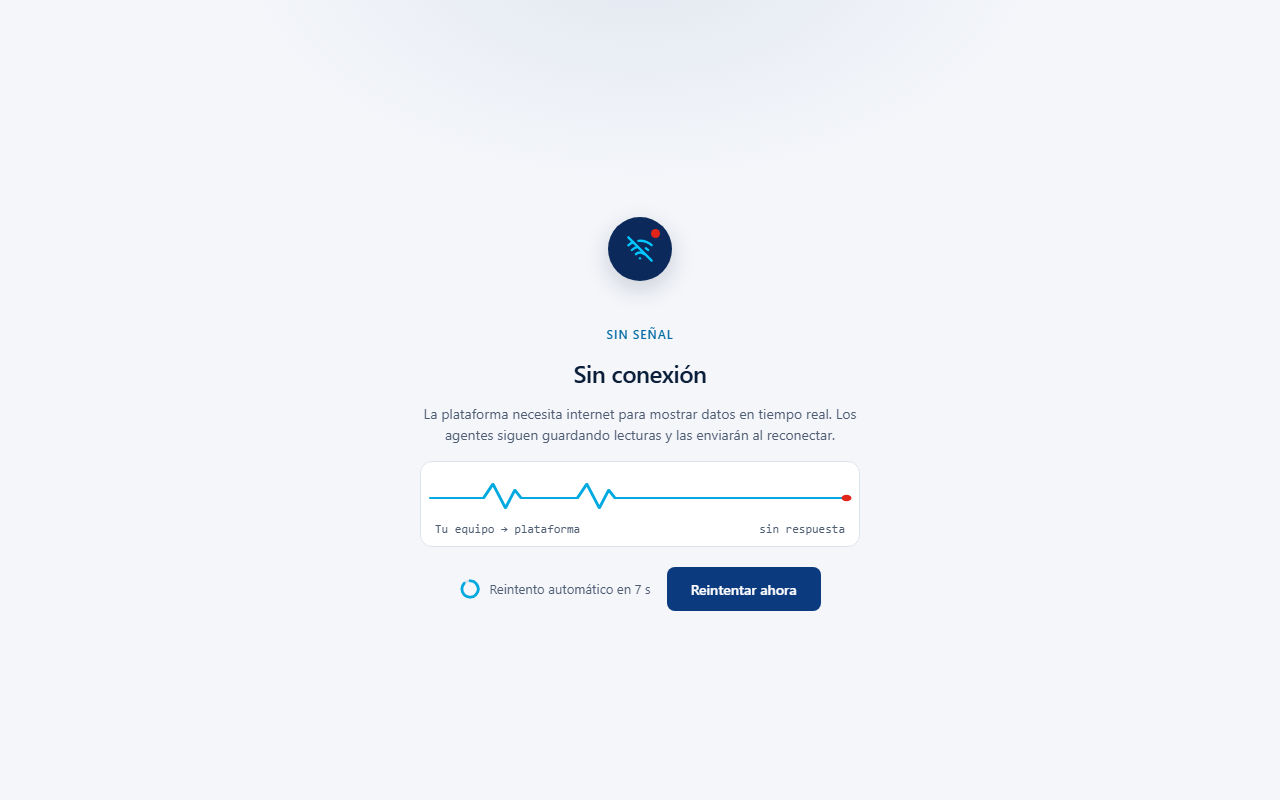 SIN SEÑAL
Sin conexión
La plataforma necesita internet para mostrar datos en tiempo real. Los
agentes siguen guardando lecturas y las enviarán al reconectar.
Tu equipo → plataforma
sin respuesta
Reintento automático en 7 s
Reintentar ahora